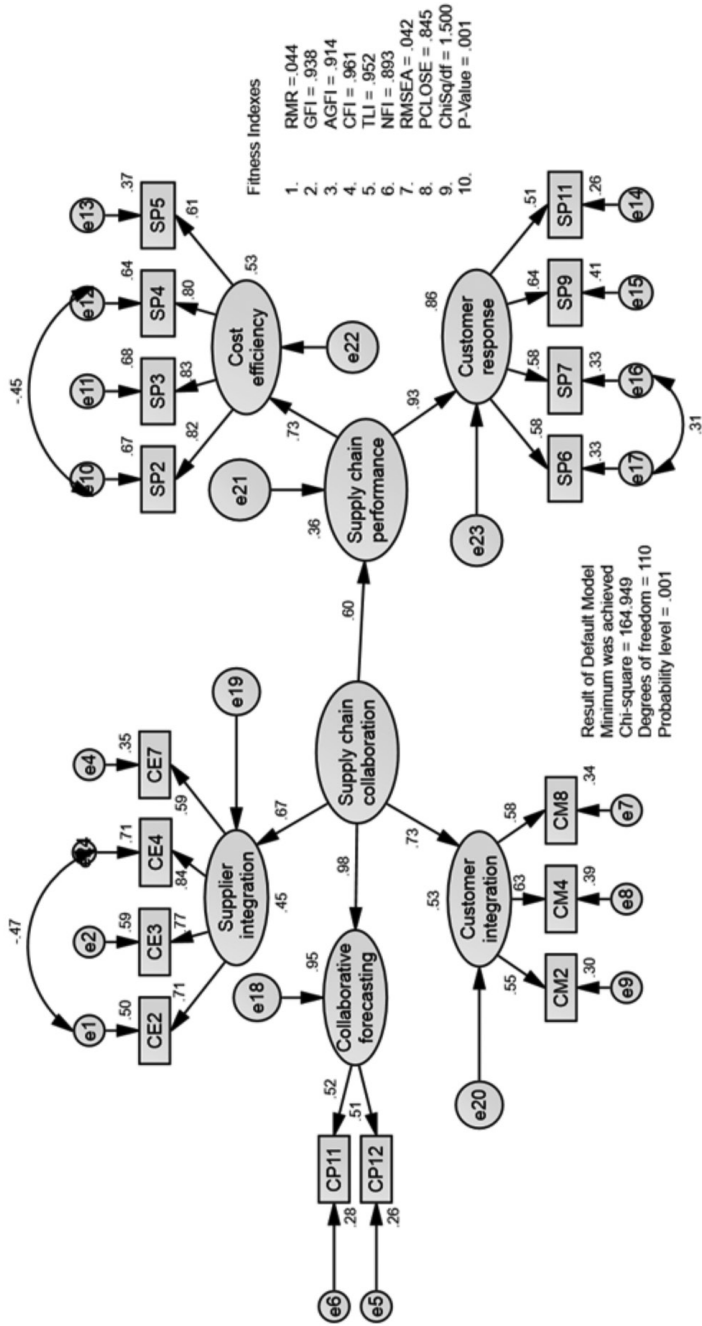 -.47
e1
e2
e4
.50
.59
.71
.35
CE2
CE3
CE4
CE7
.71
.77
.84
.59
Supplier
integration
.45
e19
.67
e18
.95
Collaborative
forecasting
.98
.52
.51
CP11
CP12
.28
.26
e6
e5
Supply chain
collaboration
.73
.53
Customer
integration
e20
.55
.63
.58
CM2
CM4
CM8
.30
.39
.34
e9
e8
e7
.60
.36
Supply chain
performance
e21
.73
.93
-.45
e10
e11
e12
e13
.67
.68
.64
.37
SP2
SP3
SP4
SP5
.82
.83
.80
.61
Cost
efficiency
.53
e22
.86
Customer
response
e23
.58
.58
.64
.51
SP6
SP7
SP9
SP11
.33
.33
.41
.26
e17
e16
e15
e14
.31
Fitness Indexes
1. RMR =.044
2. GFI = .938
3. AGFI = .914
4. CFI = .961
5. TLI = .952
6. NFI = .893
7. RMSEA = .042
8. PCLOSE = .845
9. ChiSq/df = 1.500
10. P-Value = .001
Result of Default Model
Minimum was achieved
Chi-square = 164.949
Degrees of freedom = 110
Probability level = .001